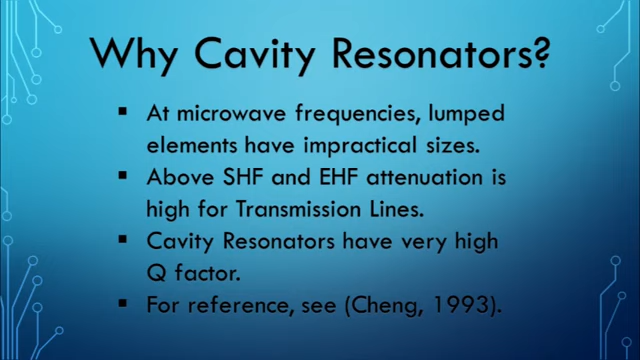 Why Cavity Resonators?
▪ At microwave frequencies, lumped
elements have impractical sizes.
▪ Above SHF and EHF attenuation is
high for Transmission Lines.
▪ Cavity Resonators have very high
Q factor.
▪ For reference, see (Cheng, 1993).